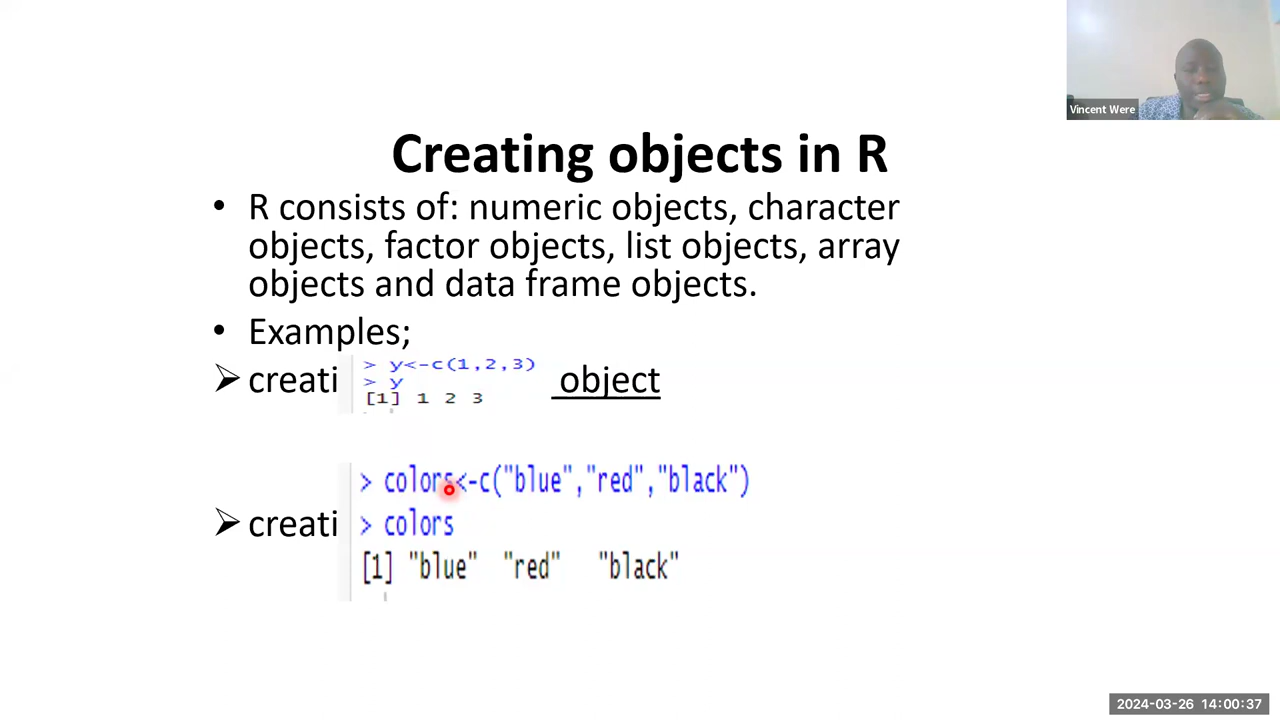 Vincent Were
Creating objects in R
• R consists of: numeric objects, character
objects, factor objects, list objects, array
objects and data frame objects.
• Examples;
> y<-c(1,2,3)
➢ creati object
> y
[1] 1 2 3
> colors<-c("blue","red","black")
➢ creati
> colors
[1] "blue" "red" "black"
2024-03-26 14:00:37